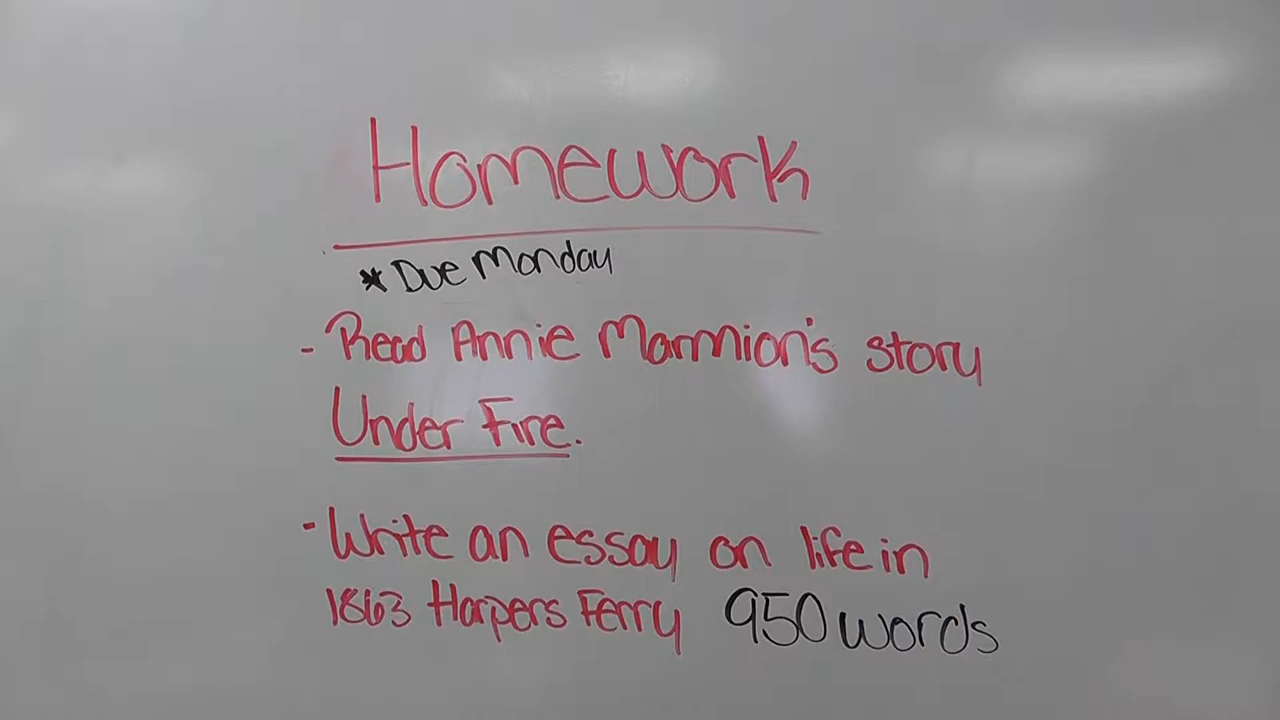 Homework
* Due Monday
- Read Annie Marmion's story
Under Fire.
- Write an essay on life in
1863 Harpers Ferry 950 words